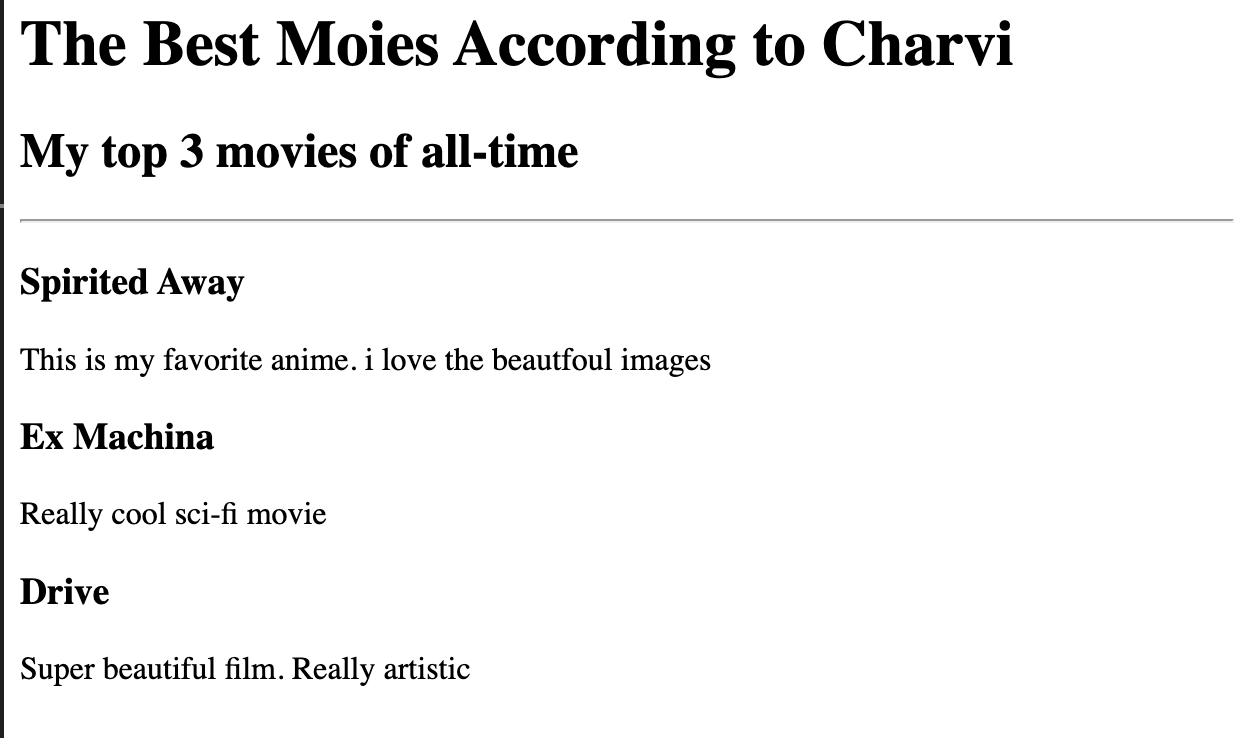 The Best Moies According to Charvi
My top 3 movies of all-time
Spirited Away
This is my favorite anime. i love the beautfoul images
Ex Machina
Really cool sci-fi movie
Drive
Super beautiful film. Really artistic